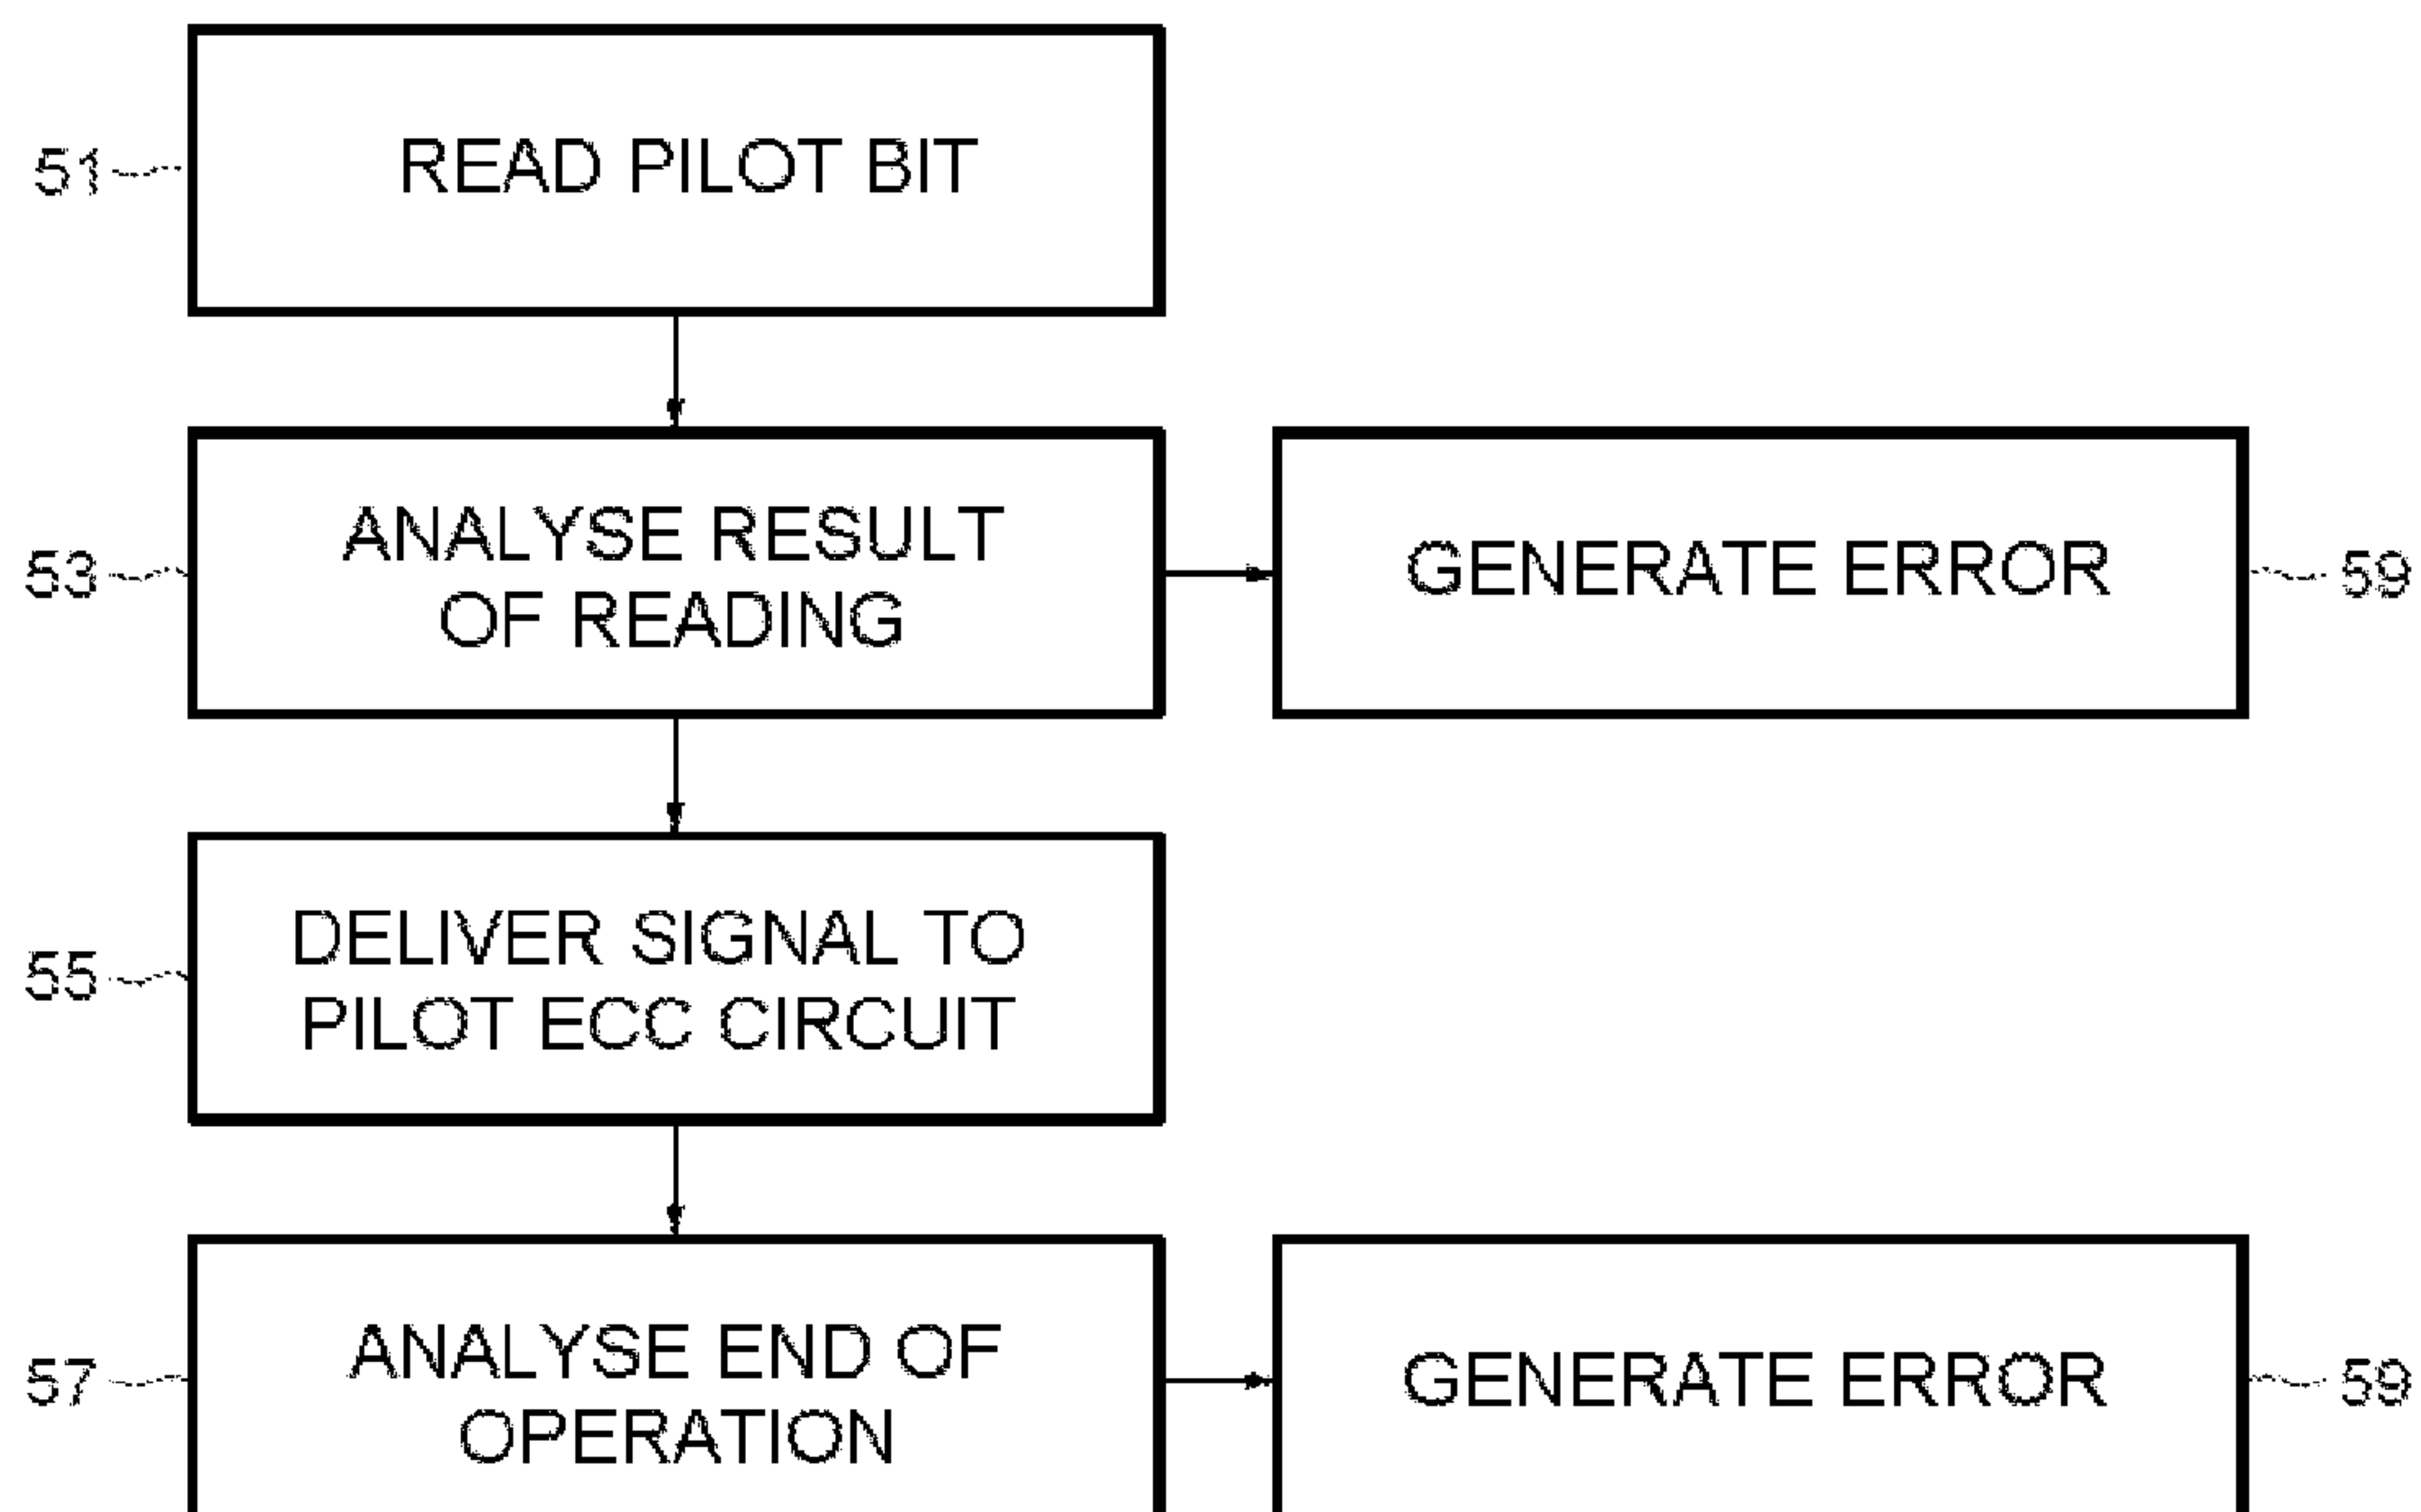 51
READ PILOT BIT
53
ANALYSE RESULT
OF READING
GENERATE ERROR
59
55
DELIVER SIGNAL TO
PILOT ECC CIRCUIT
57
ANALYSE END OF
OPERATION
GENERATE ERROR
59